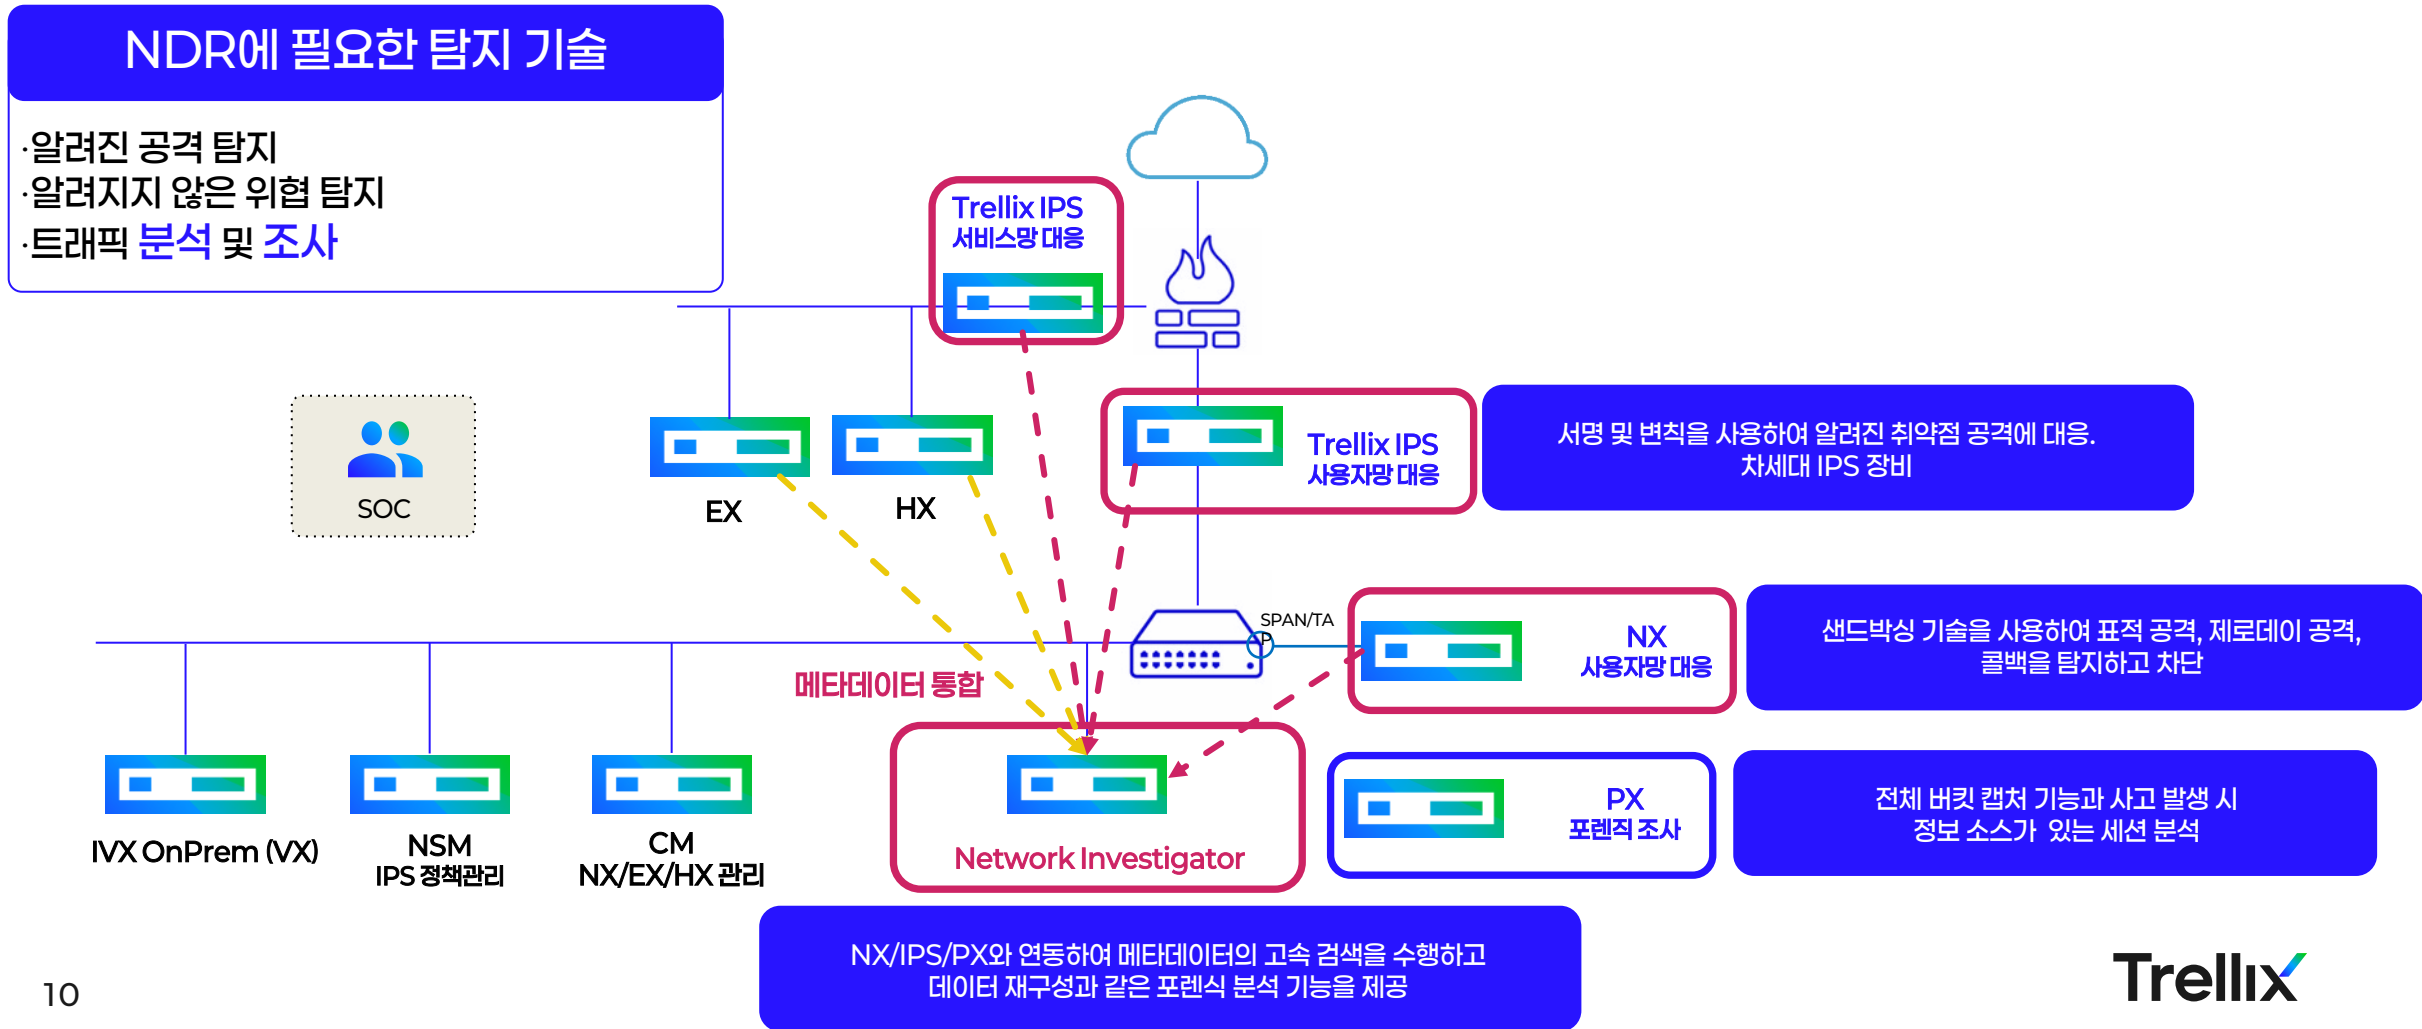 NDR에 필요한 탐지 기술
·알려진 공격 탐지
·알려지지 않은 위협 탐지
·트래픽 분석 및 조사
Trellix IPS
서비스망 대응
SOC
EX
HX
Trellix IPS
사용자망 대응
서명 및 변칙을 사용하여 알려진 취약점 공격에 대응.
차세대 IPS 장비
SPAN/TA
P
NX
사용자망 대응
샌드박싱 기술을 사용하여 표적 공격, 제로데이 공격,
콜백을 탐지하고 차단
메타데이터 통합
IVX OnPrem (VX)
NSM
IPS 정책관리
CM
NX/EX/HX 관리
Network Investigator
PX
포렌직 조사
전체 버킷 캡처 기능과 사고 발생 시
정보 소스가 있는 세션 분석
NX/IPS/PX와 연동하여 메타데이터의 고속 검색을 수행하고
데이터 재구성과 같은 포렌식 분석 기능을 제공
10
Trellix